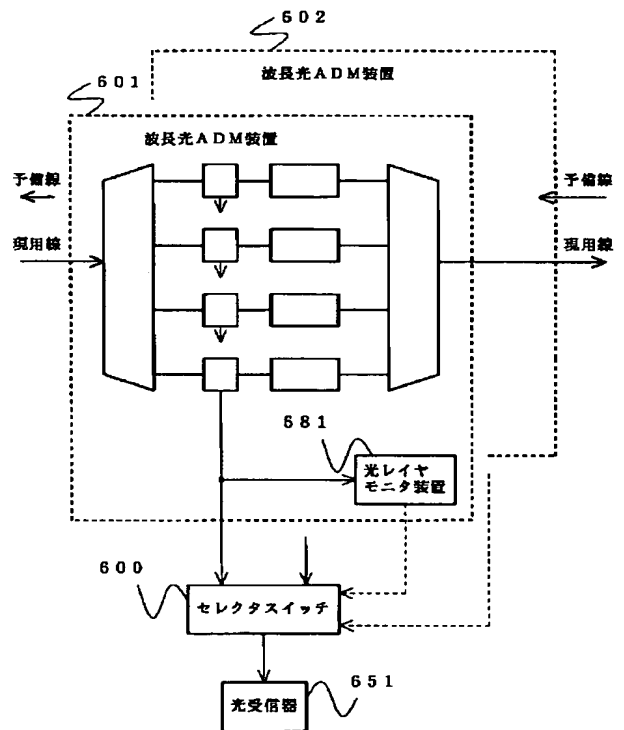 602
波長光ADM装置
601
波長光ADM装置
予備線
予備線
現用線
現用線
681
光レイヤ
モニタ装置
600
セレクタスイッチ
光受信器
651